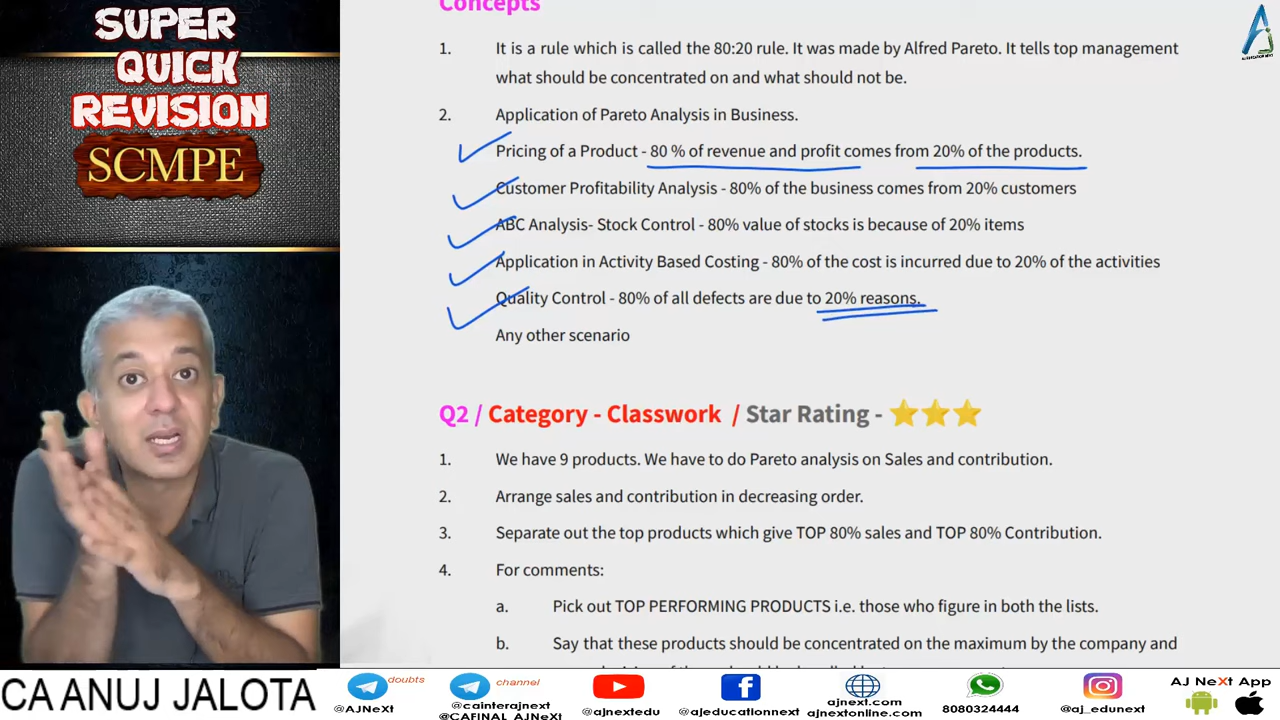 SUPER
QUICK
REVISION
SCMPE
Concepts
1. It is a rule which is called the 80:20 rule. It was made by Alfred Pareto. It tells top management
what should be concentrated on and what should not be.
2. Application of Pareto Analysis in Business.
Pricing of a Product - 80 % of revenue and profit comes from 20% of the products.
Customer Profitability Analysis - 80% of the business comes from 20% customers
ABC Analysis- Stock Control - 80% value of stocks is because of 20% items
Application in Activity Based Costing - 80% of the cost is incurred due to 20% of the activities
Quality Control - 80% of all defects are due to 20% reasons.
Any other scenario
Q2 / Category - Classwork / Star Rating - ⭐⭐⭐
1. We have 9 products. We have to do Pareto analysis on Sales and contribution.
2. Arrange sales and contribution in decreasing order.
3. Separate out the top products which give TOP 80% sales and TOP 80% Contribution.
4. For comments:
a. Pick out TOP PERFORMING PRODUCTS i.e. those who figure in both the lists.
b. Say that these products should be concentrated on the maximum by the company and
CA ANUJ JALOTA
doubts
@AJNeXt
channel
@cainterajnext
@CAFINAL_AJNeXt
@ajnextedu
@ajeducationnext
ajnext.com
ajnextonline.com
8080324444
@aj_edunext
AJ NeXt App